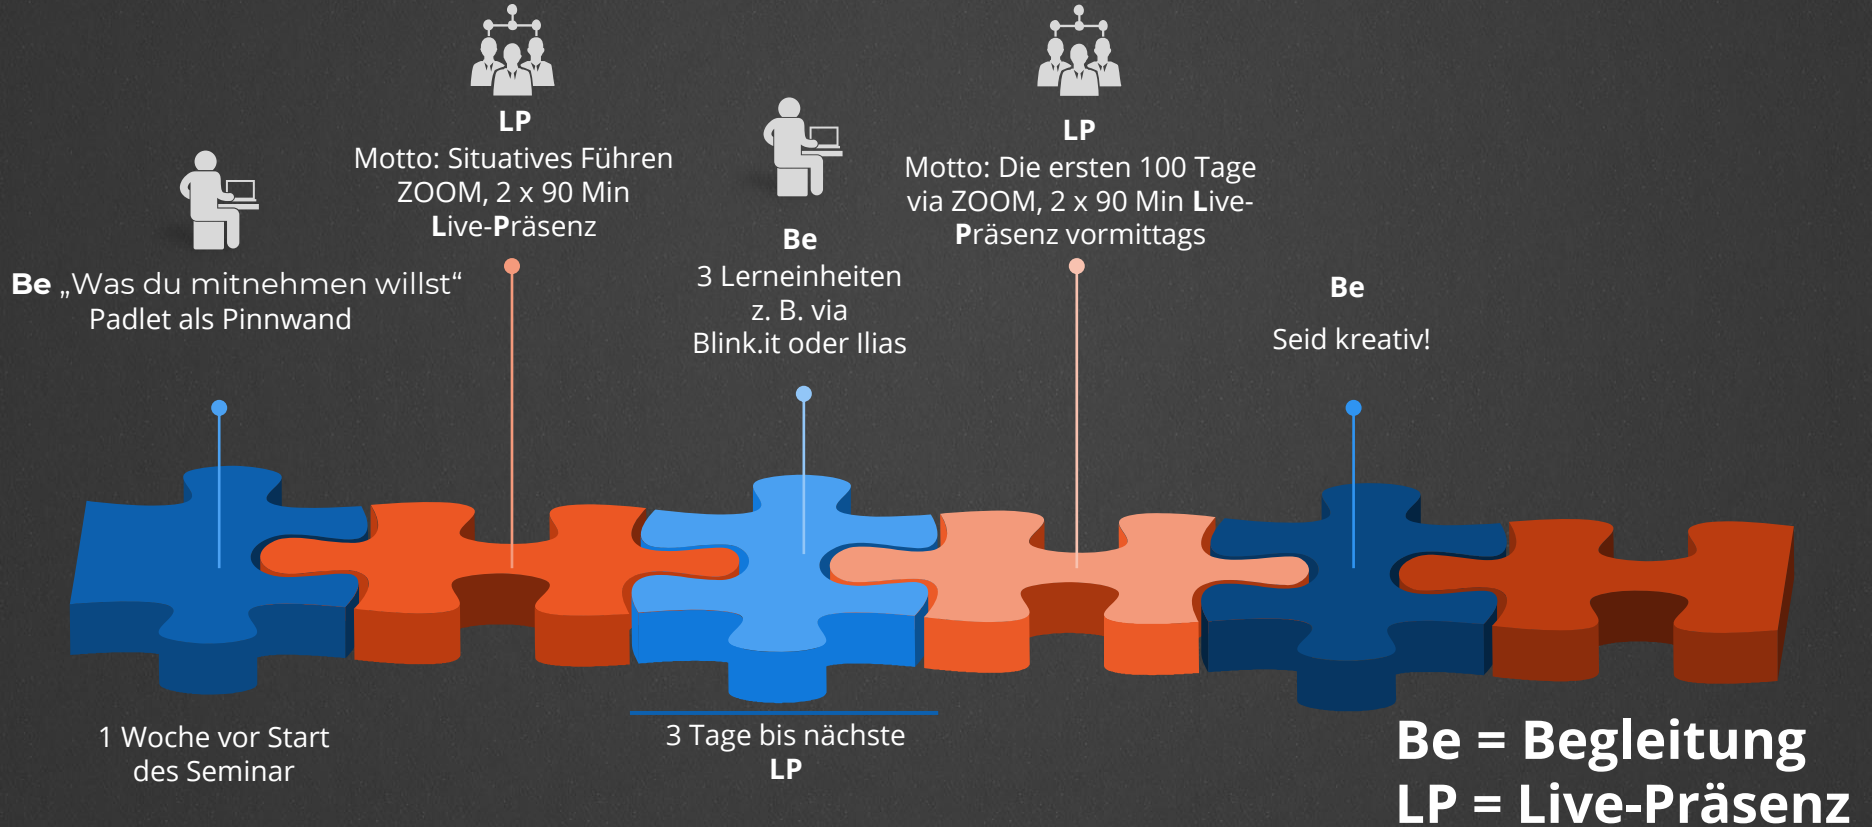 Be „Was du mitnehmen willst“
Padlet als Pinnwand
1 Woche vor Start
des Seminar
LP
Motto: Situatives Führen
ZOOM, 2 x 90 Min
Live-Präsenz
Be
3 Lerneinheiten
z. B. via
Blink.it oder Ilias
3 Tage bis nächste
LP
LP
Motto: Die ersten 100 Tage
via ZOOM, 2 x 90 Min Live-
Präsenz vormittags
Be
Seid kreativ!
Be = Begleitung
LP = Live-Präsenz